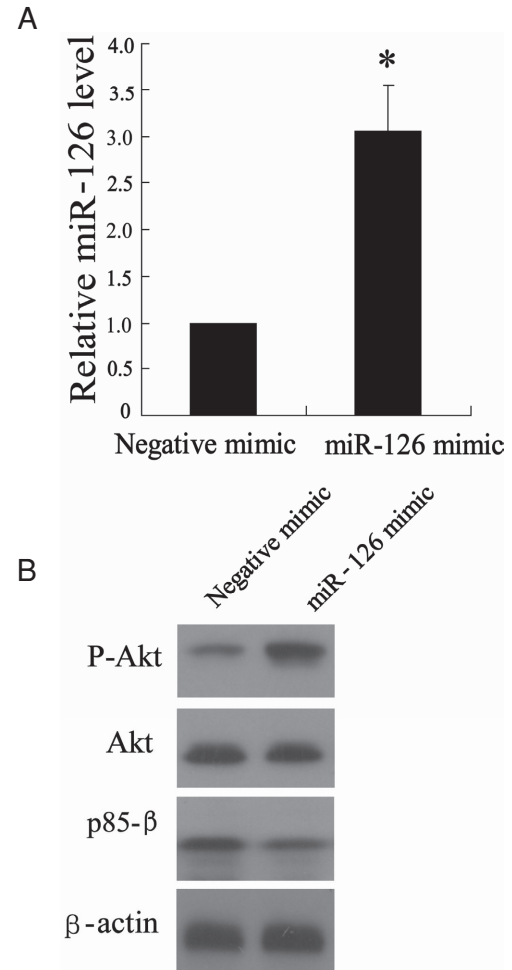 A
Relative miR-126 level
4.0
3.5
3.0
2.5
2.0
1.5
1.0
0.5
0
*
Negative mimic
miR-126 mimic
B
Negative mimic
miR-126 mimic
P-Akt
Akt
p85-β
β-actin